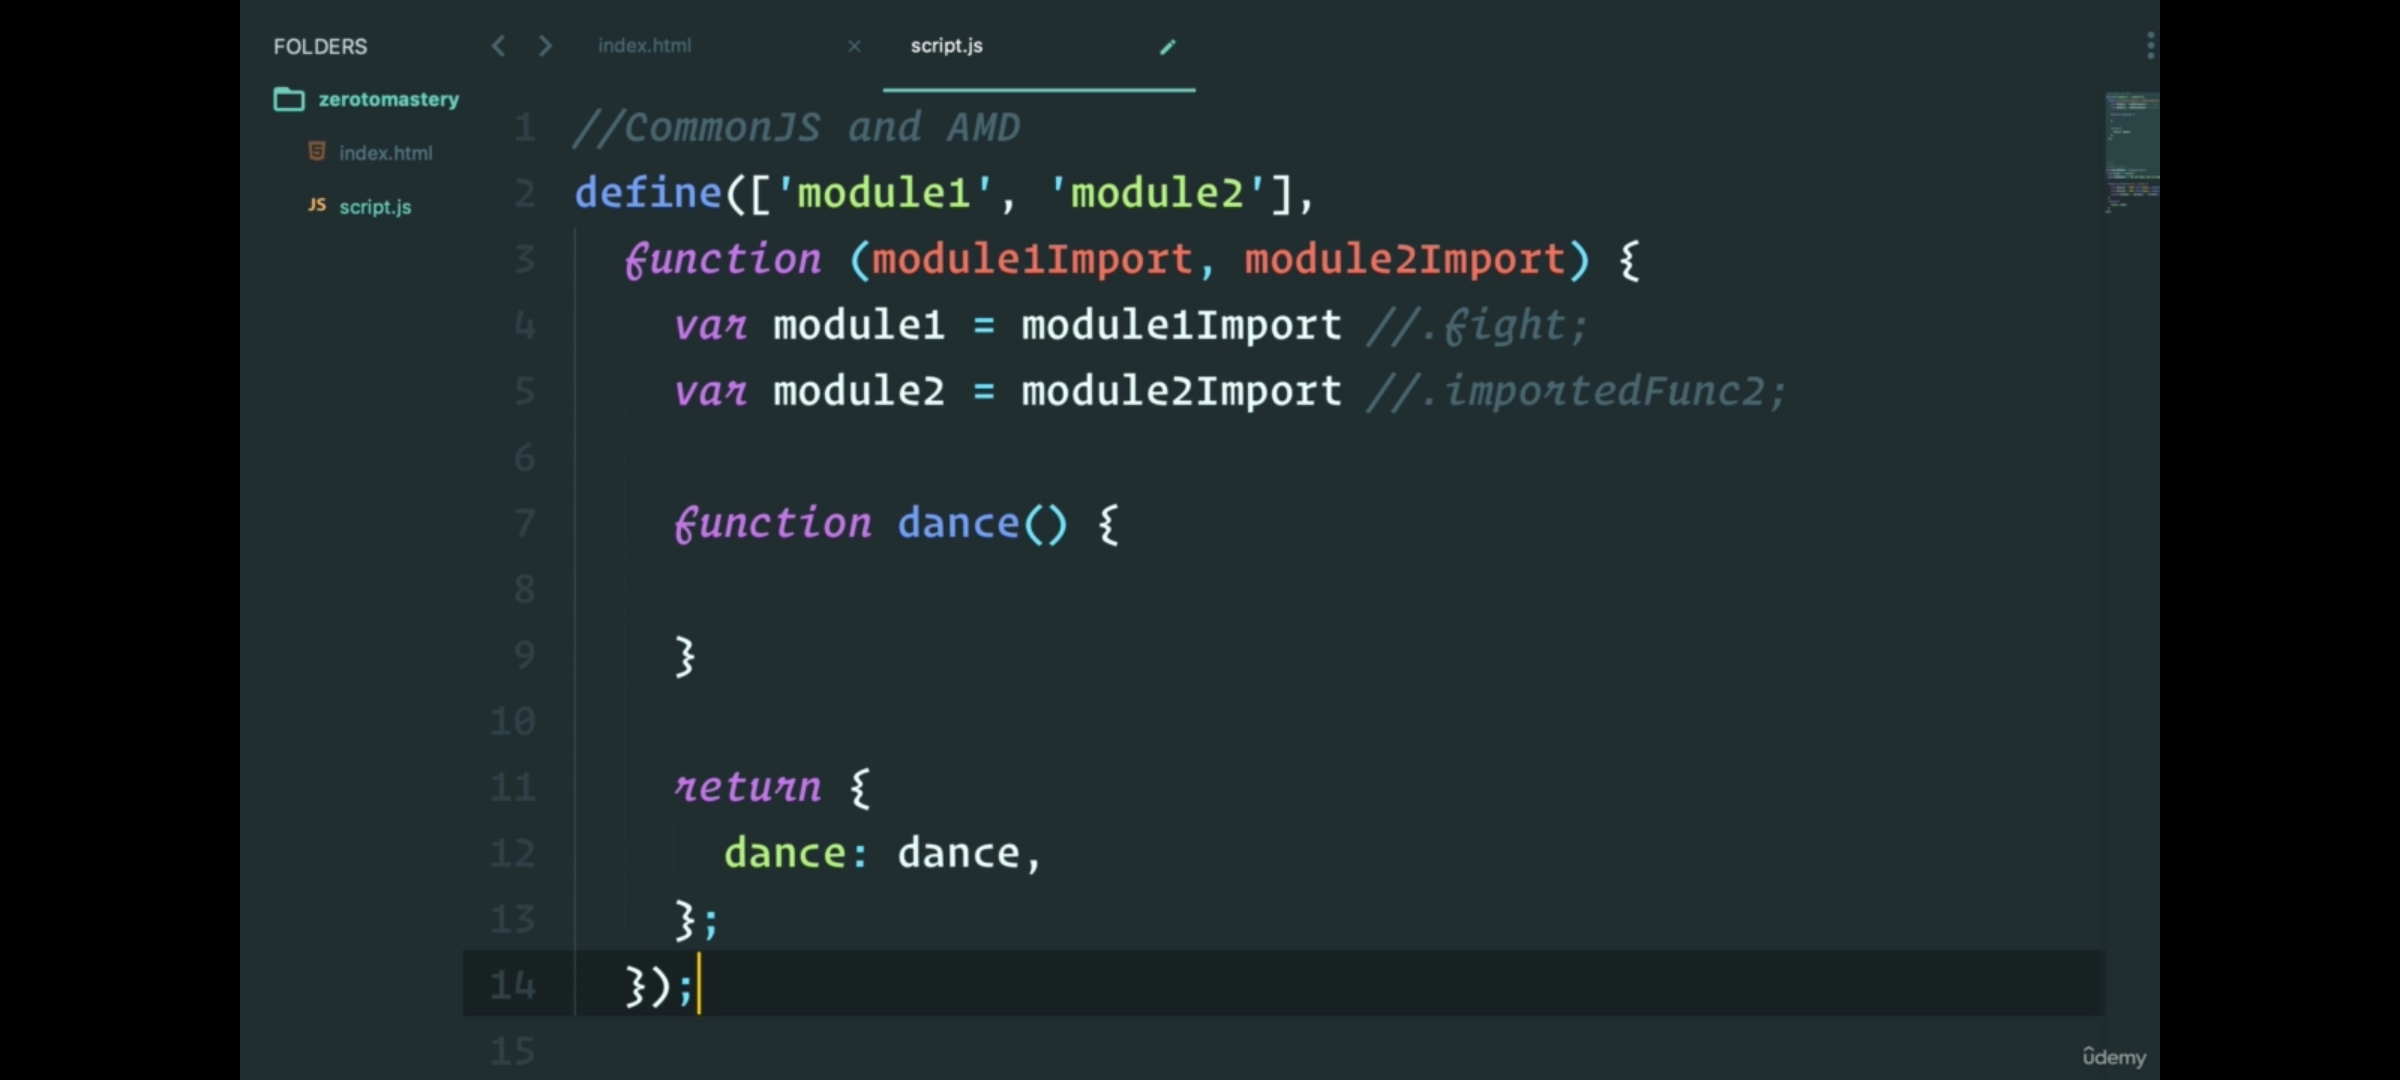 FOLDERS
zerotomastery
index.html
JS script.js
index.html × script.js
1 //CommonJS and AMD
2 define(['module1', 'module2'],
3 function (module1Import, module2Import) {
4 var module1 = module1Import //.fight;
5 var module2 = module2Import //.importedFunc2;
6
7 function dance() {
8
9 }
10
11 return {
12 dance: dance,
13 };
14 });
15
ûdemy